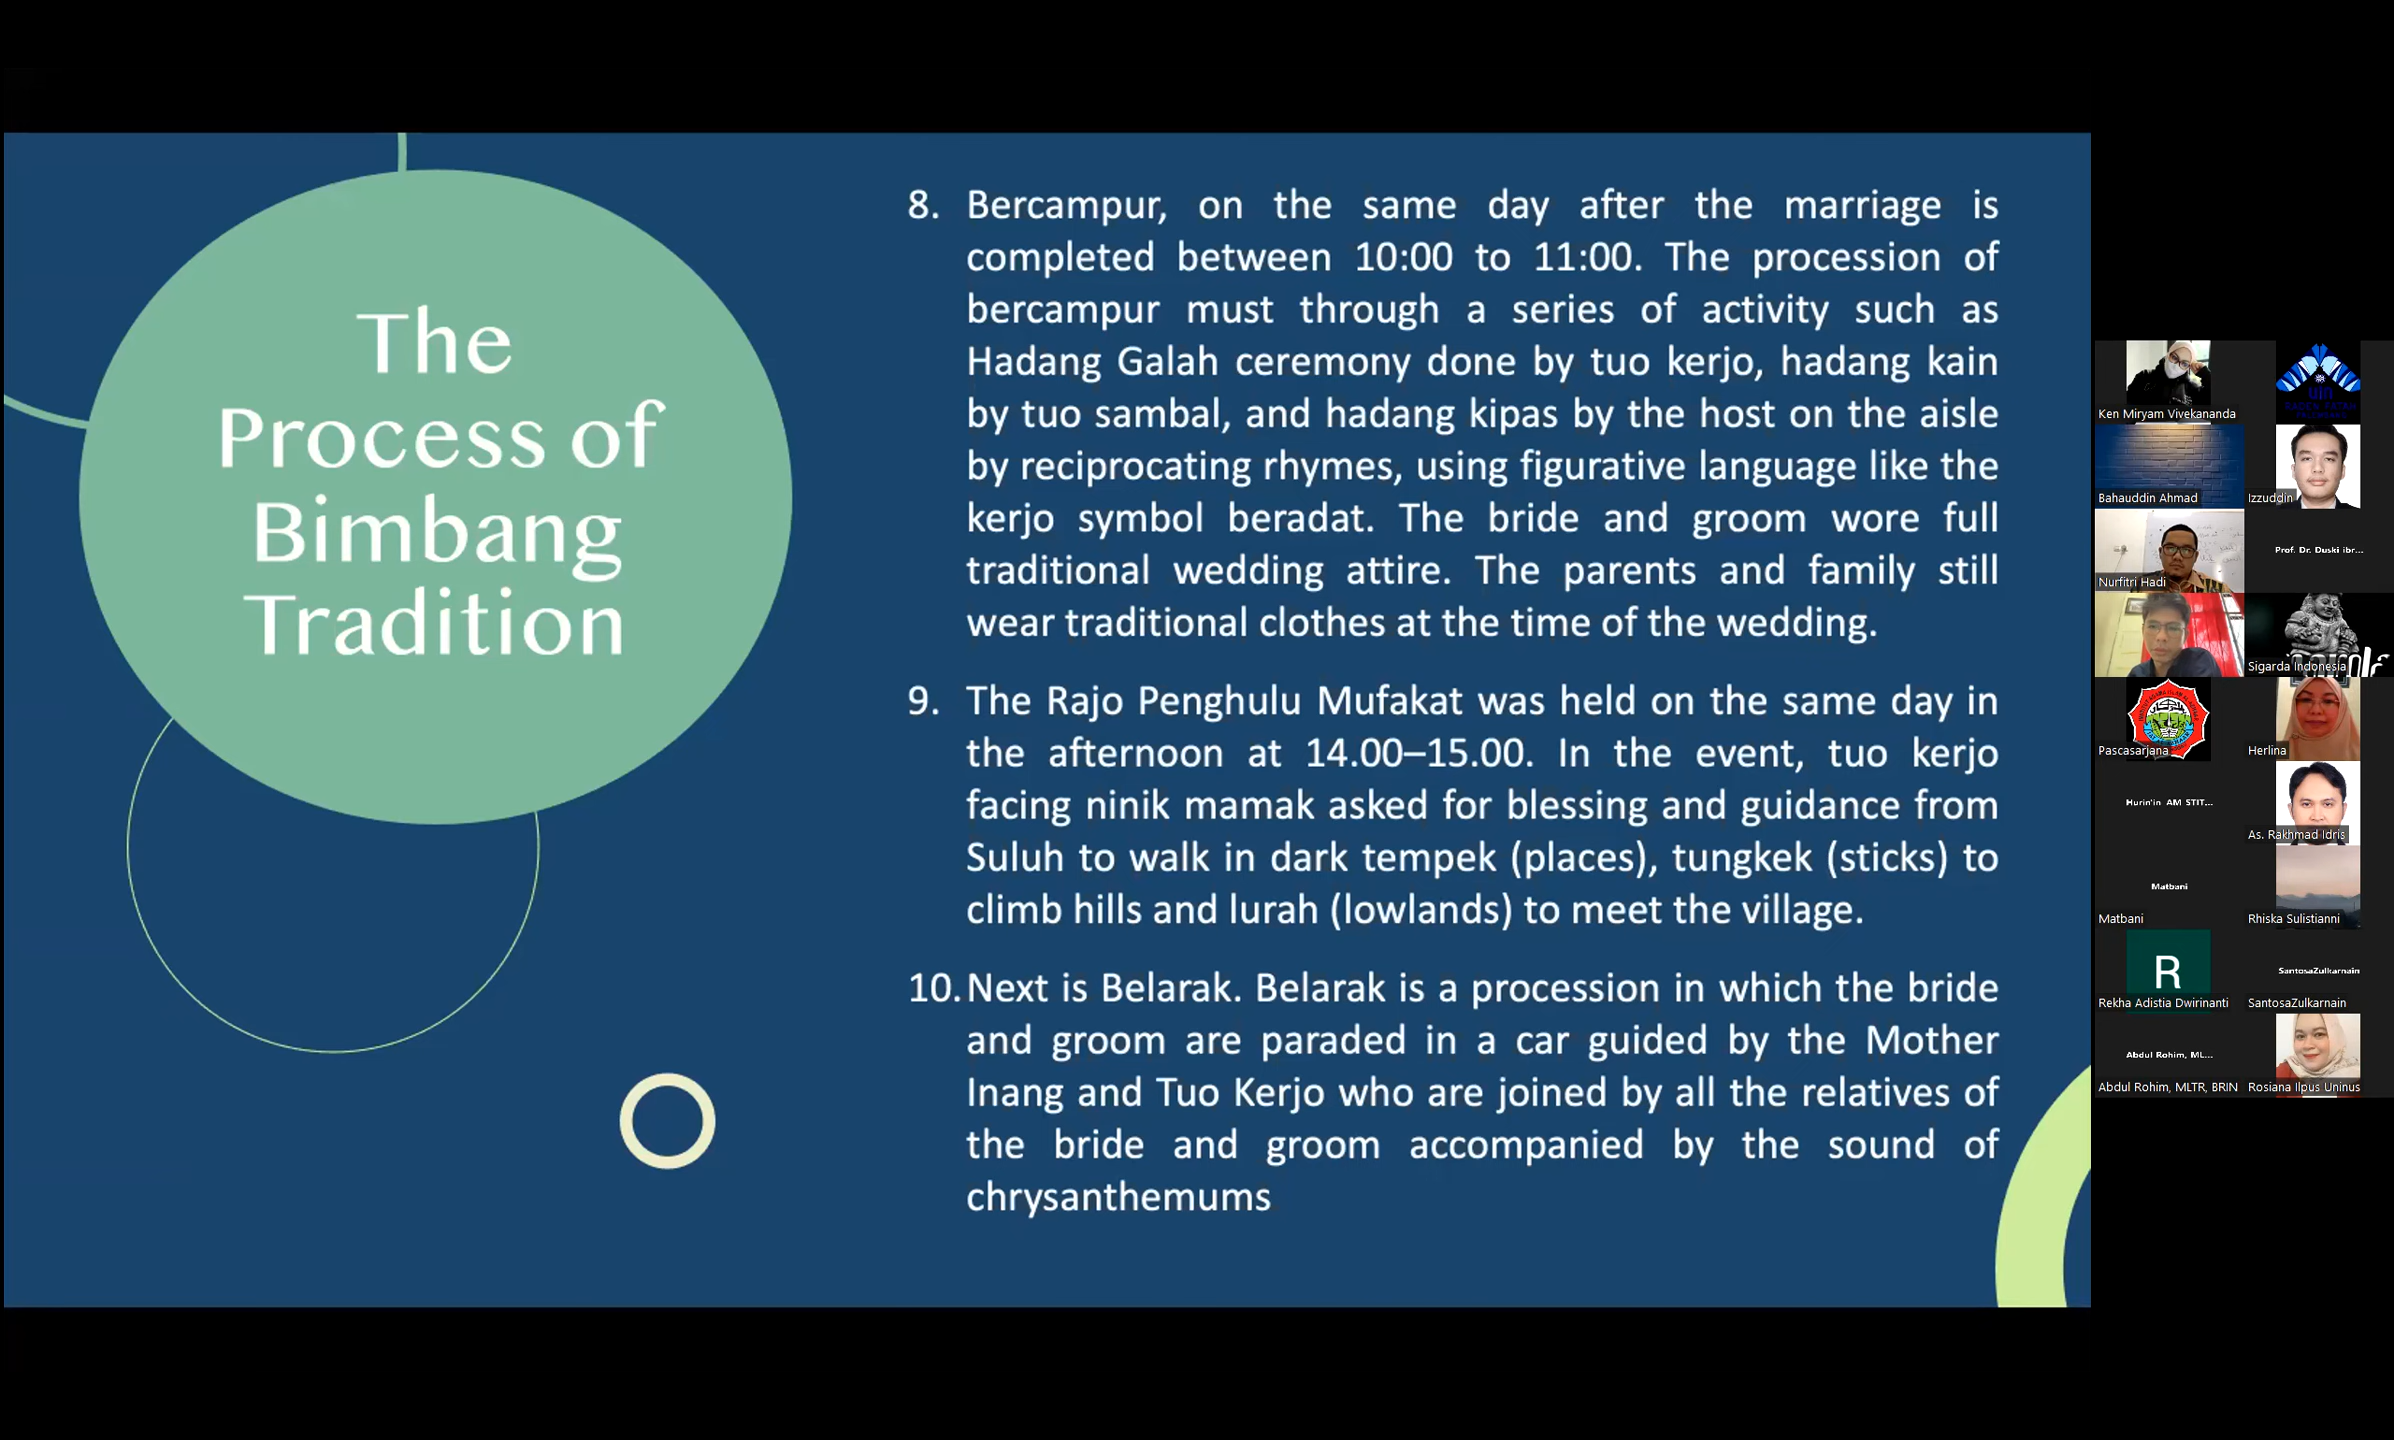 The
Process of
Bimbang
Tradition
8. Bercampur, on the same day after the marriage is
completed between 10:00 to 11:00. The procession of
bercampur must through a series of activity such as
Hadang Galah ceremony done by tuo kerjo, hadang kain
by tuo sambal, and hadang kipas by the host on the aisle
by reciprocating rhymes, using figurative language like the
kerjo symbol beradat. The bride and groom wore full
traditional wedding attire. The parents and family still
wear traditional clothes at the time of the wedding.
9. The Rajo Penghulu Mufakat was held on the same day in
the afternoon at 14.00–15.00. In the event, tuo kerjo
facing ninik mamak asked for blessing and guidance from
Suluh to walk in dark tempek (places), tungkek (sticks) to
climb hills and lurah (lowlands) to meet the village.
10. Next is Belarak. Belarak is a procession in which the bride
and groom are paraded in a car guided by the Mother
Inang and Tuo Kerjo who are joined by all the relatives of
the bride and groom accompanied by the sound of
chrysanthemums
Ken Miryam Vivekananda
uin
Bahauddin Ahmad
Izzuddin
Nurfitri Hadi
Prof. Dr. Duski ibr...
Sigarda Indonesia
Pascasarjana
Herlina
Hurin'in AM STIT...
As. Rakhmad Idris
Matbani
Matbani
Rhiska Sulistianni
R
Rekha Adistia Dwirinanti
SantosaZulkarnain
SantosaZulkarnain
Abdul Rohim, ML...
Abdul Rohim, MLTR, BRIN
Rosiana Ilpus Uninus